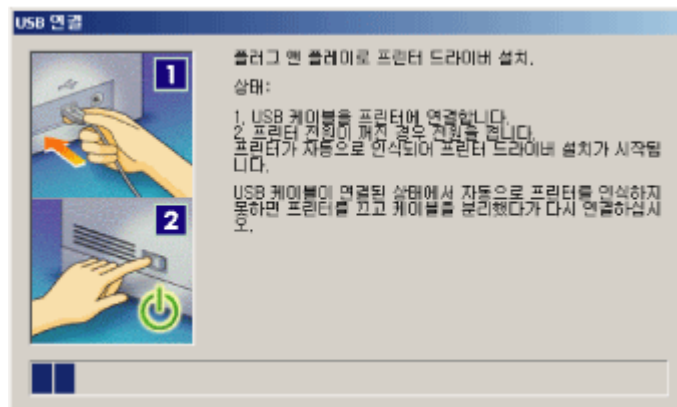 USB 연결
1
플러그 앤 플레이로 프린터 드라이버 설치.
상태:
1. USB 케이블을 프린터에 연결합니다.
2. 프린터 전원이 꺼진 경우 전원을 켭니다.
프린터가 자동으로 인식되어 프린터 드라이버 설치가 시작됩
니다.
USB 케이블이 연결된 상태에서 자동으로 프린터를 인식하지
못하면 프린터를 끄고 케이블을 분리했다가 다시 연결하십시
오.
2